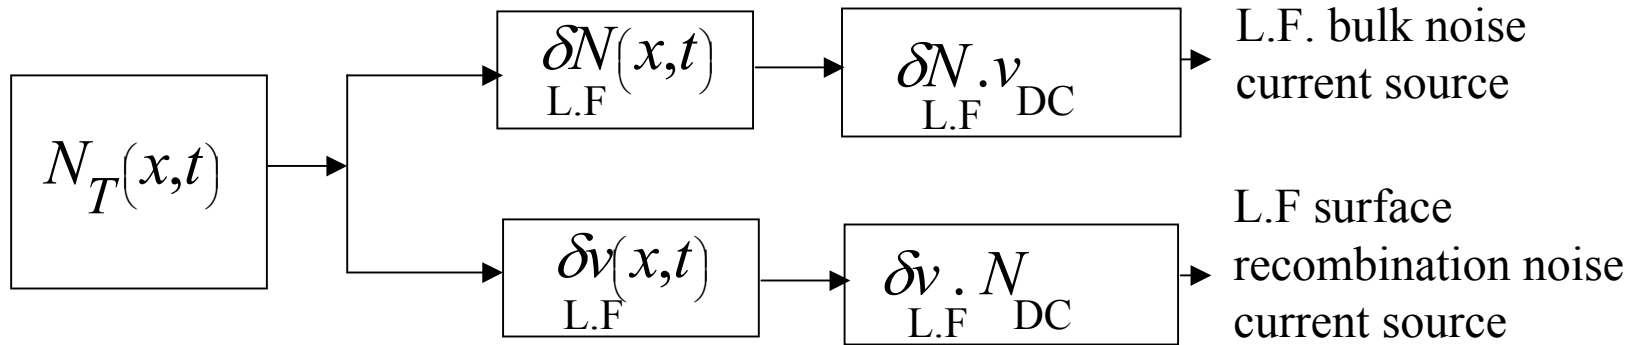 N_T(x,t)
δN(x,t)
L.F
δN.v_DC
L.F
L.F. bulk noise
current source
δv(x,t)
L.F
δv . N_DC
L.F
L.F surface
recombination noise
current source